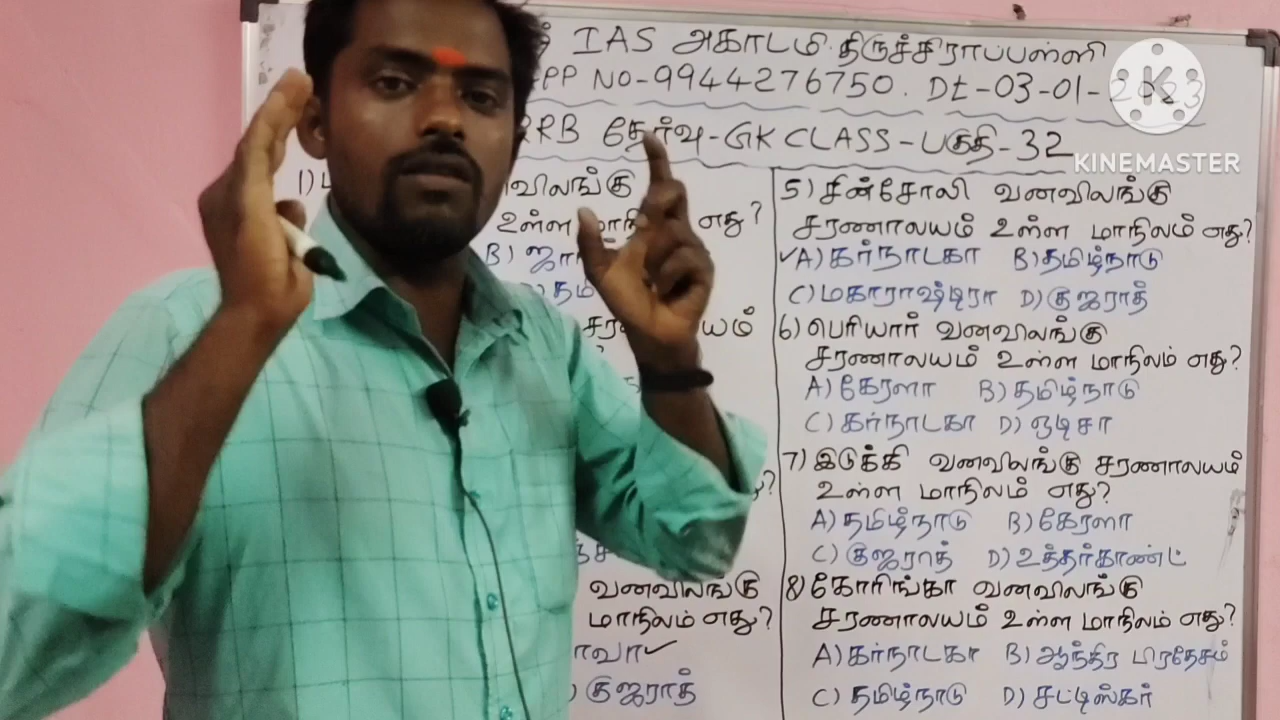 IAS அகாடமி திருச்சிராப்பள்ளி
PP NO-9944276750. Dt-03-01-2023
RRB தேர்வு-GK CLASS-பகுதி-32
1)
விலங்கு
உள்ள எது?
B)
சரணாலயம்
வனவிலங்கு
மாநிலம் எது?
குஜராத்
5) சின்சோலி வனவிலங்கு
சரணாலயம் உள்ள மாநிலம் எது?
✓A) கர்நாடகா B) தமிழ்நாடு
C) மகாராஷ்டிரா D) குஜராத்
6) பெரியார் வனவிலங்கு
சரணாலயம் உள்ள மாநிலம் எது?
A) கேரளா B) தமிழ்நாடு
C) கர்நாடகா D) ஒடிசா
7) இடுக்கி வனவிலங்கு சரணாலயம்
உள்ள மாநிலம் எது?
A) தமிழ்நாடு B) கேரளா
C) குஜராத் D) உத்தர்காண்ட்
8) கோரிங்கா வனவிலங்கு
சரணாலயம் உள்ள மாநிலம் எது?
A) கர்நாடகா B) ஆந்திர பிரதேசம்
C) தமிழ்நாடு D) சட்டிஸ்கர்
K
KINEMASTER